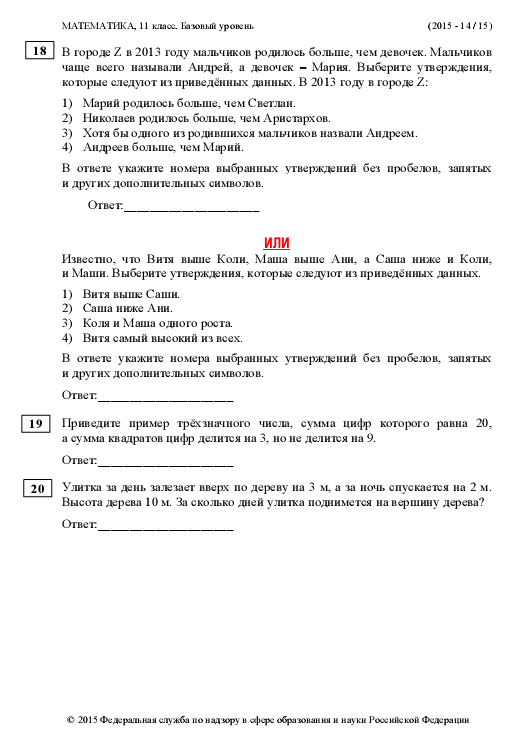 МАТЕМАТИКА, 11 класс. Базовый уровень (2015 - 14 / 15)
18 В городе Z в 2013 году мальчиков родилось больше, чем девочек. Мальчиков
чаще всего называли Андрей, а девочек – Мария. Выберите утверждения,
которые следуют из приведённых данных. В 2013 году в городе Z:
1) Марий родилось больше, чем Светлан.
2) Николаев родилось больше, чем Аристархов.
3) Хотя бы одного из родившихся мальчиков назвали Андреем.
4) Андреев больше, чем Марий.
В ответе укажите номера выбранных утверждений без пробелов, запятых
и других дополнительных символов.
Ответ:_____________________
ИЛИ
Известно, что Витя выше Коли, Маша выше Ани, а Саша ниже и Коли,
и Маши. Выберите утверждения, которые следуют из приведённых данных.
1) Витя выше Саши.
2) Саша ниже Ани.
3) Коля и Маша одного роста.
4) Витя самый высокий из всех.
В ответе укажите номера выбранных утверждений без пробелов, запятых
и других дополнительных символов.
Ответ:_____________________
19 Приведите пример трёхзначного числа, сумма цифр которого равна 20,
а сумма квадратов цифр делится на 3, но не делится на 9.
Ответ:_____________________
20 Улитка за день залезает вверх по дереву на 3 м, а за ночь спускается на 2 м.
Высота дерева 10 м. За сколько дней улитка поднимется на вершину дерева?
Ответ:_____________________
© 2015 Федеральная служба по надзору в сфере образования и науки Российской Федерации